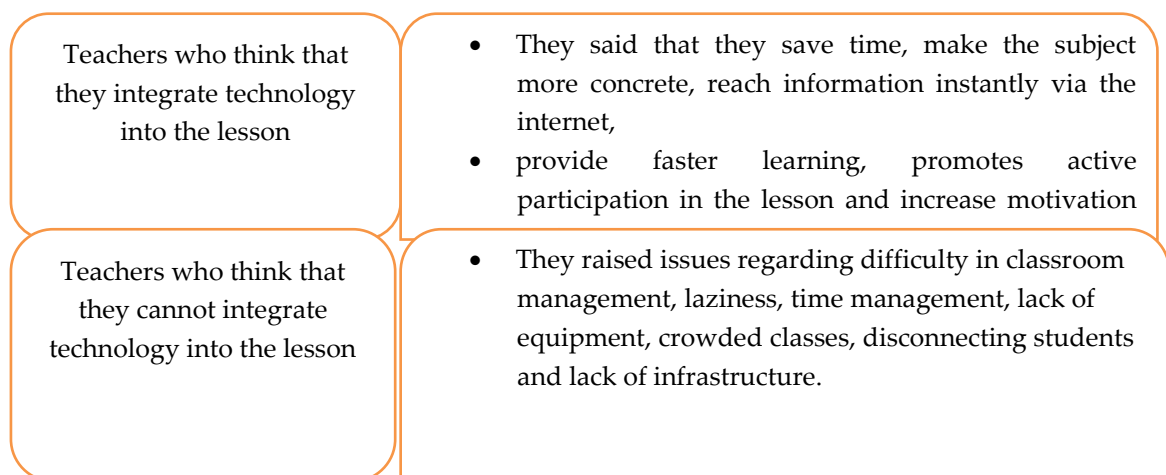 Teachers who think that
they integrate technology
into the lesson
• They said that they save time, make the subject
more concrete, reach information instantly via the
internet,
• provide faster learning, promotes active
participation in the lesson and increase motivation
Teachers who think that
they cannot integrate
technology into the lesson
• They raised issues regarding difficulty in classroom
management, laziness, time management, lack of
equipment, crowded classes, disconnecting students
and lack of infrastructure.